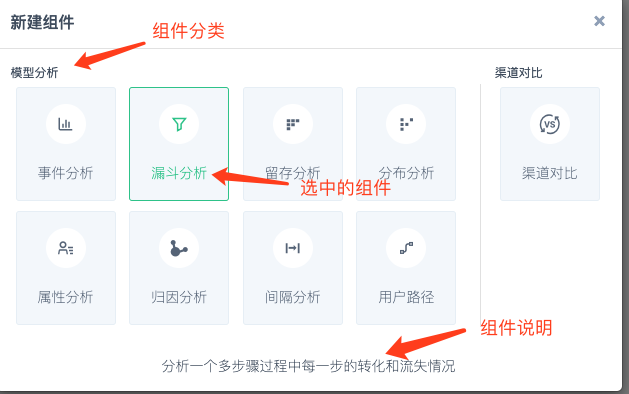 新建组件
组件分类
模型分析
渠道对比
事件分析
漏斗分析
留存分析
分布分析
VS
渠道对比
选中的组件
属性分析
归因分析
间隔分析
用户路径
组件说明
分析一个多步骤过程中每一步的转化和流失情况